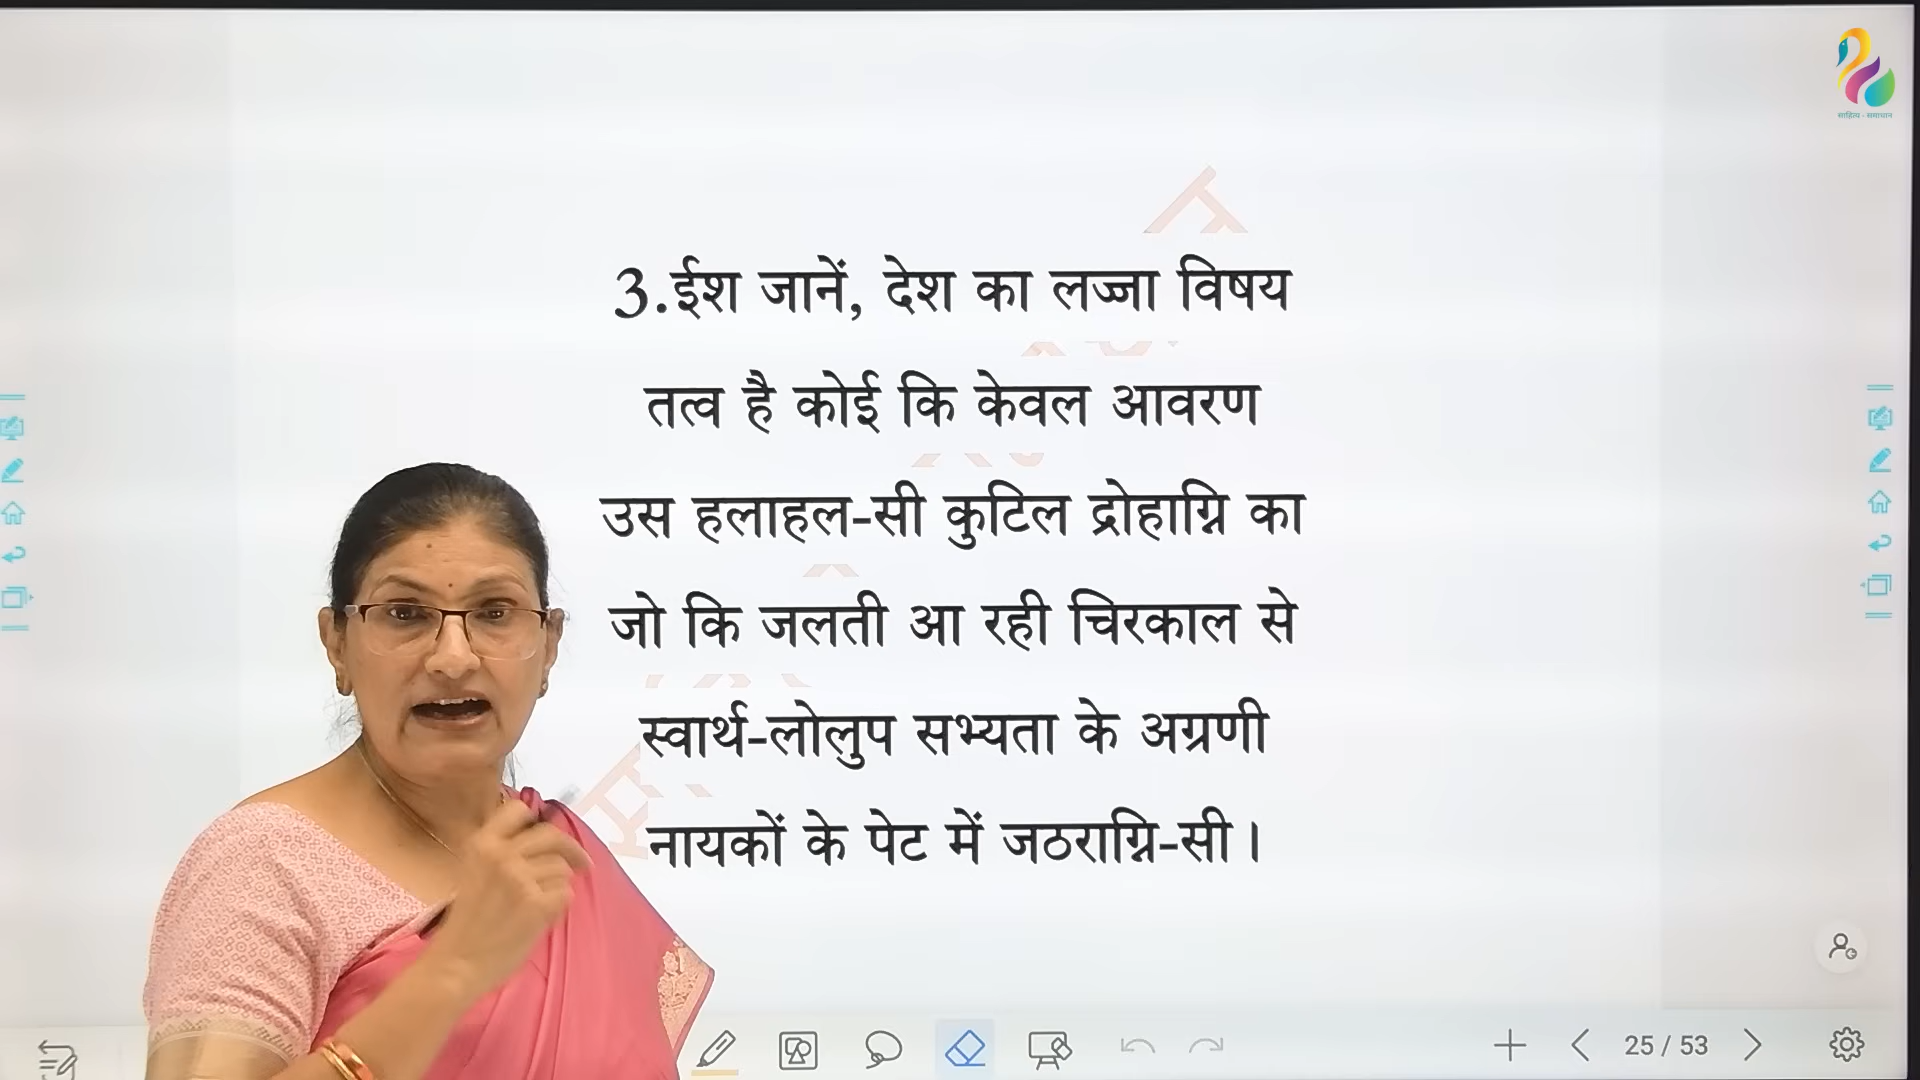 साहित्य - समाधान
3.ईश जानें, देश का लज्जा विषय
तत्व है कोई कि केवल आवरण
उस हलाहल-सी कुटिल द्रोहाग्नि का
जो कि जलती आ रही चिरकाल से
स्वार्थ-लोलुप सभ्यता के अग्रणी
नायकों के पेट में जठराग्नि-सी।
25 / 53